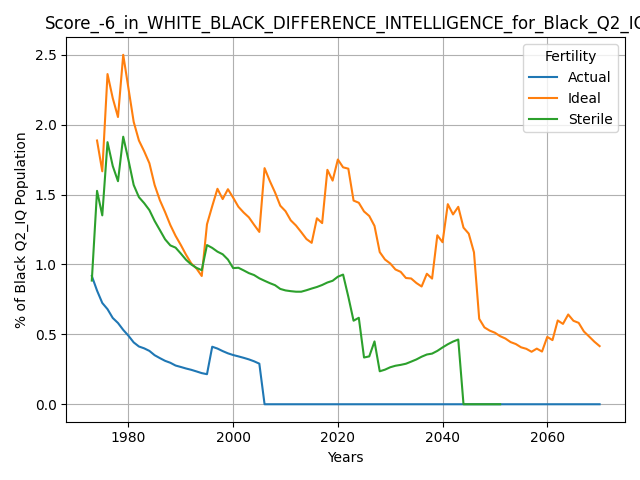 Score_-6_in_WHITE_BLACK_DIFFERENCE_INTELLIGENCE_for_Black_Q2_IQ
Fertility
Actual
Ideal
Sterile
% of Black Q2_IQ Population
2.5
2.0
1.5
1.0
0.5
0.0
1980 2000 2020 2040 2060
Years